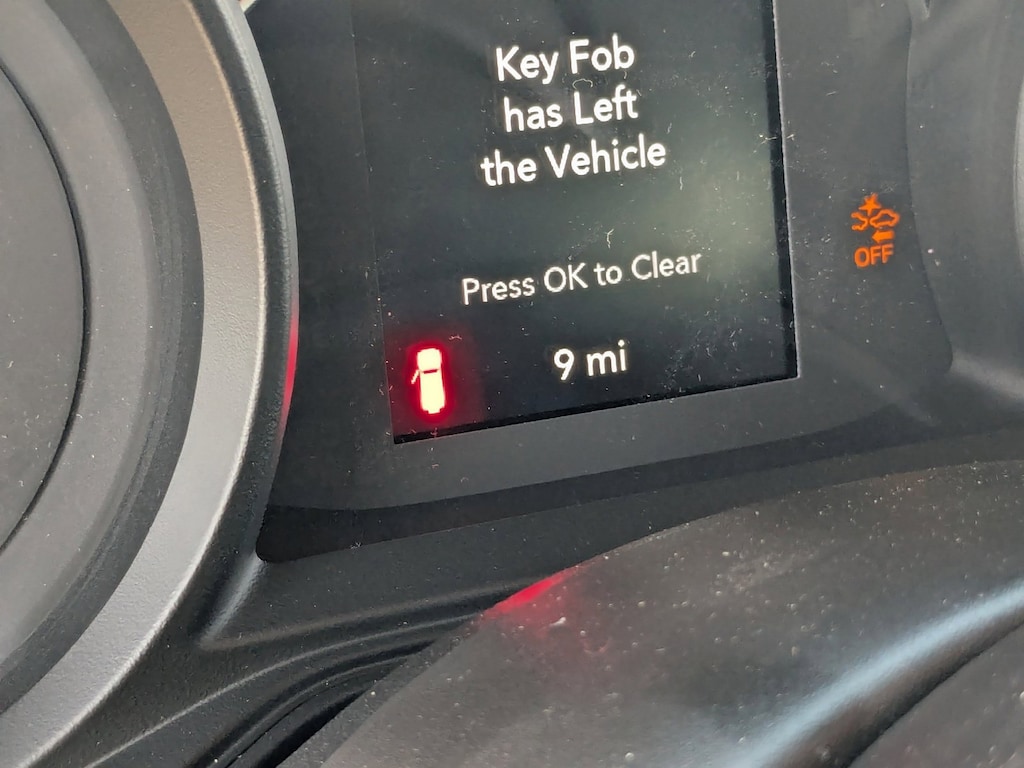 Key Fob
has Left
the Vehicle
Press OK to Clear
OFF
9 mi